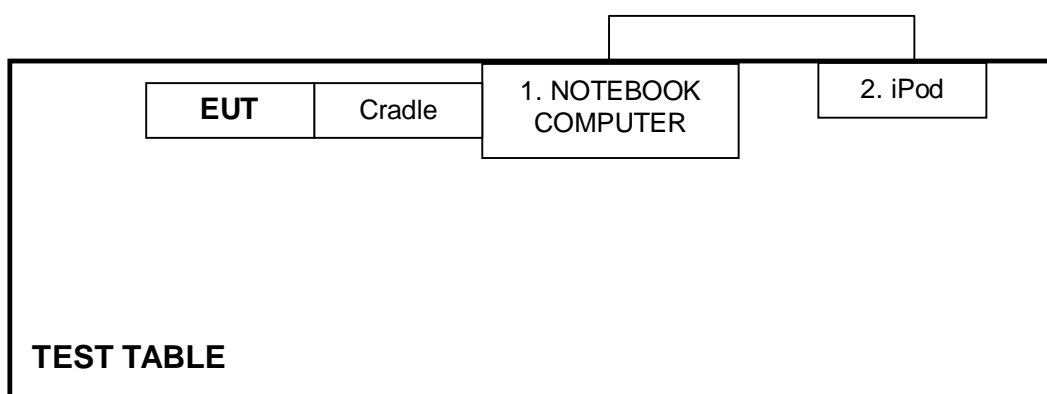 EUT
Cradle
1. NOTEBOOK
COMPUTER
2. iPod
TEST TABLE